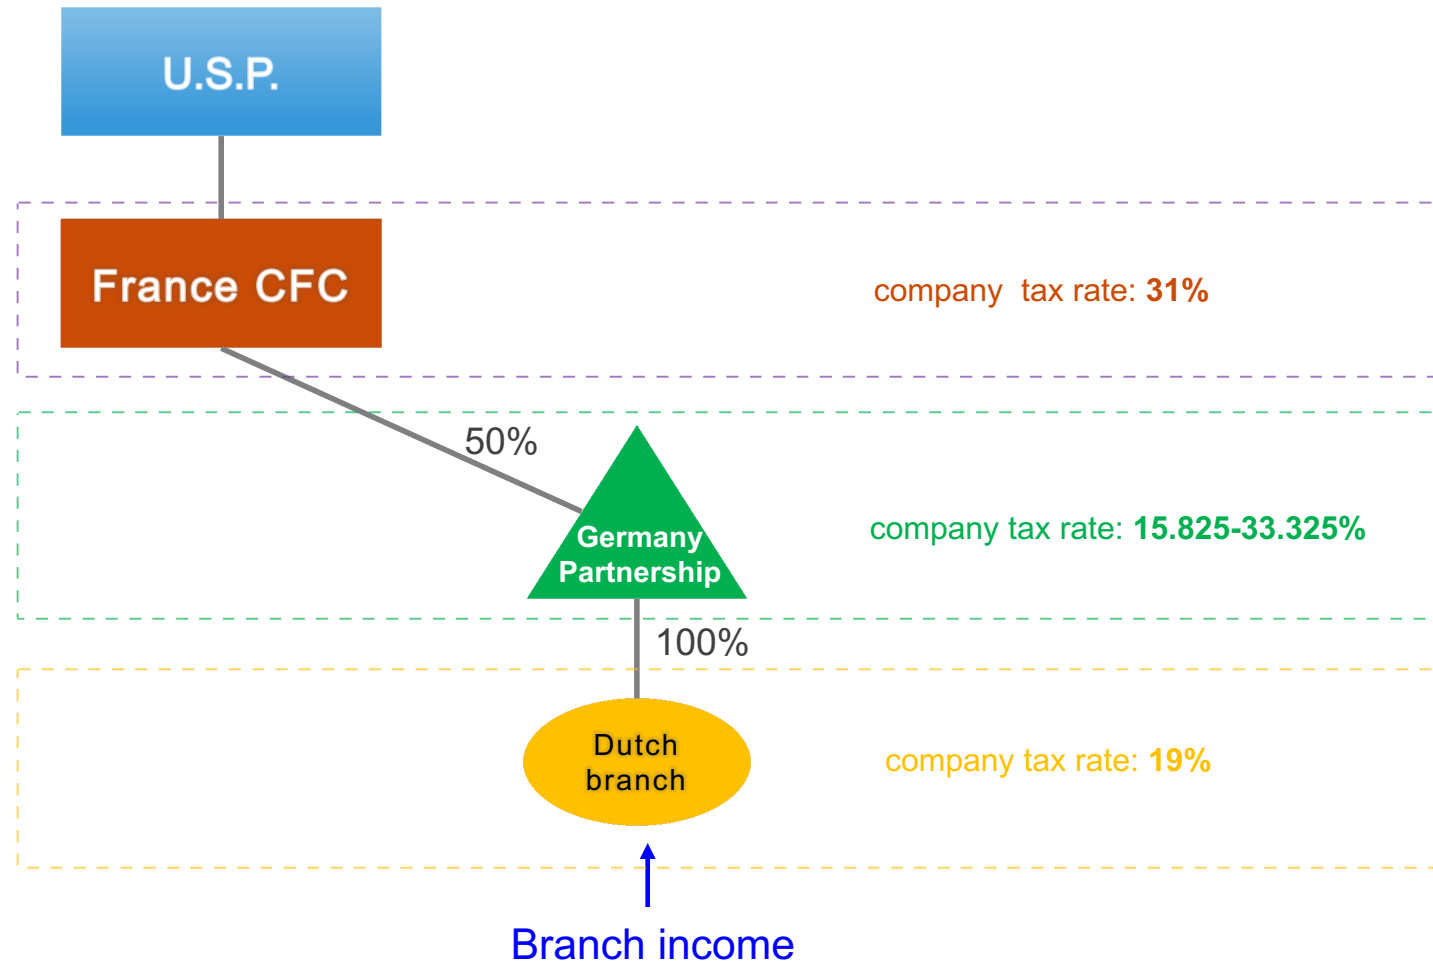 U.S.P.
France CFC
company tax rate: 31%
50%
Germany
Partnership
company tax rate: 15.825-33.325%
100%
Dutch
branch
company tax rate: 19%
Branch income